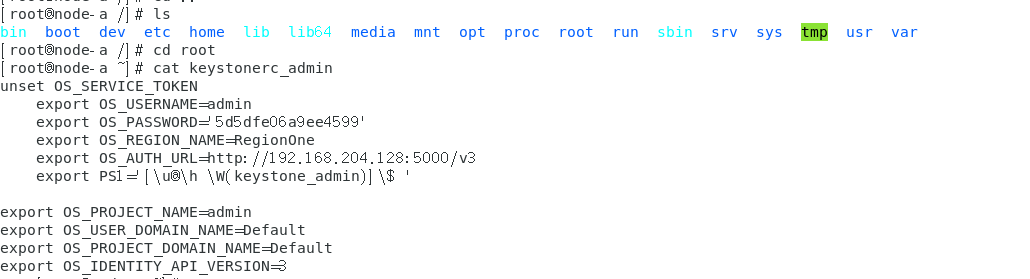 [root@node-a /]# ls
bin boot dev etc home lib lib64 media mnt opt proc root run sbin srv sys tmp usr var
[root@node-a /]# cd root
[root@node-a ~]# cat keystonerc_admin
unset OS_SERVICE_TOKEN
    export OS_USERNAME=admin
    export OS_PASSWORD='5d5dfe06a9ee4599'
    export OS_REGION_NAME=RegionOne
    export OS_AUTH_URL=http://192.168.204.128:5000/v3
    export PS1='[\u@\h \W(keystone_admin)]\$ '

export OS_PROJECT_NAME=admin
export OS_USER_DOMAIN_NAME=Default
export OS_PROJECT_DOMAIN_NAME=Default
export OS_IDENTITY_API_VERSION=3